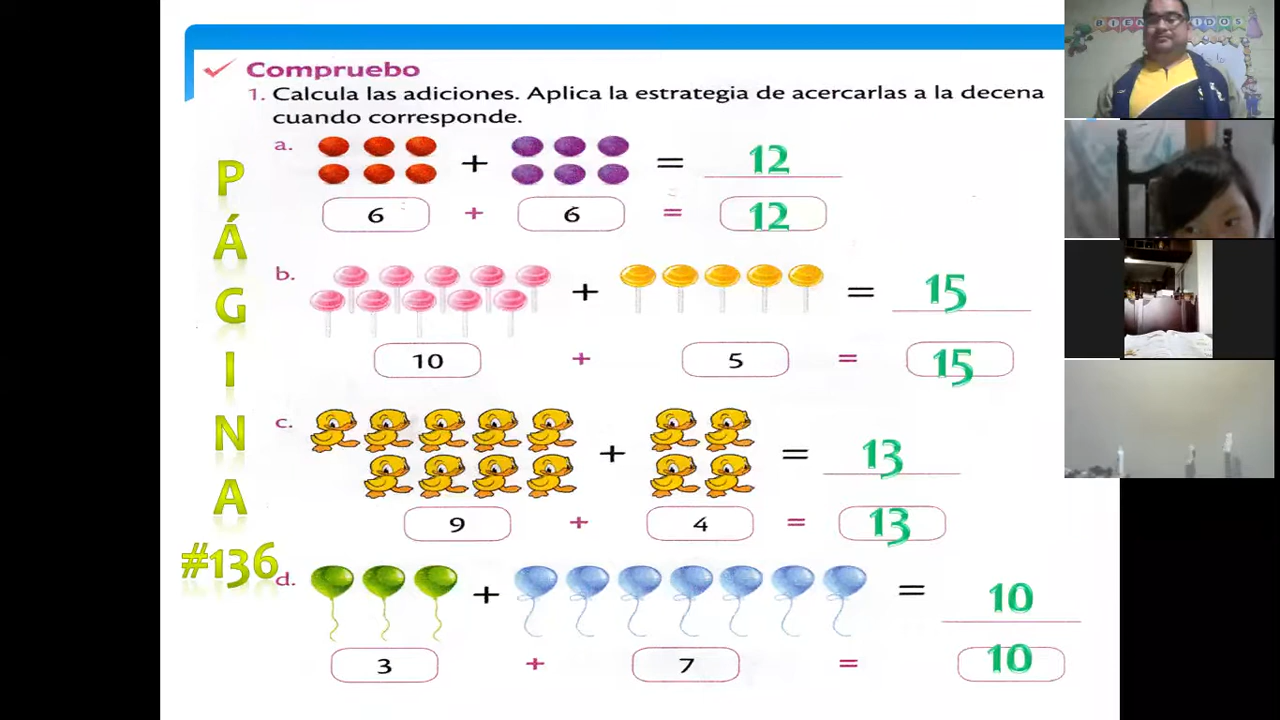 Compruebo
1. Calcula las adiciones. Aplica la estrategia de acercarlas a la decena
cuando corresponde.
PÁGINA
#136
a. + = 12
6 + 6 = 12
b. + = 15
10 + 5 = 15
c. + = 13
9 + 4 = 13
d. + = 10
3 + 7 = 10